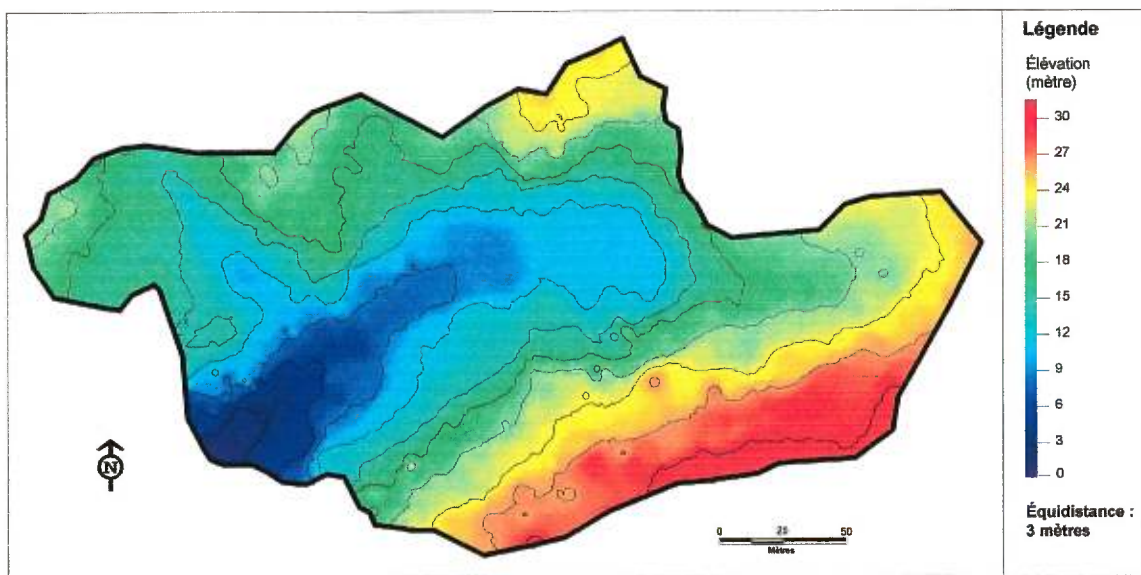 Légende
Élévation
(mètre)
30
27
24
21
18
15
12
9
6
3
0
Équidistance :
3 mètres
N
0 25 50
Mètres